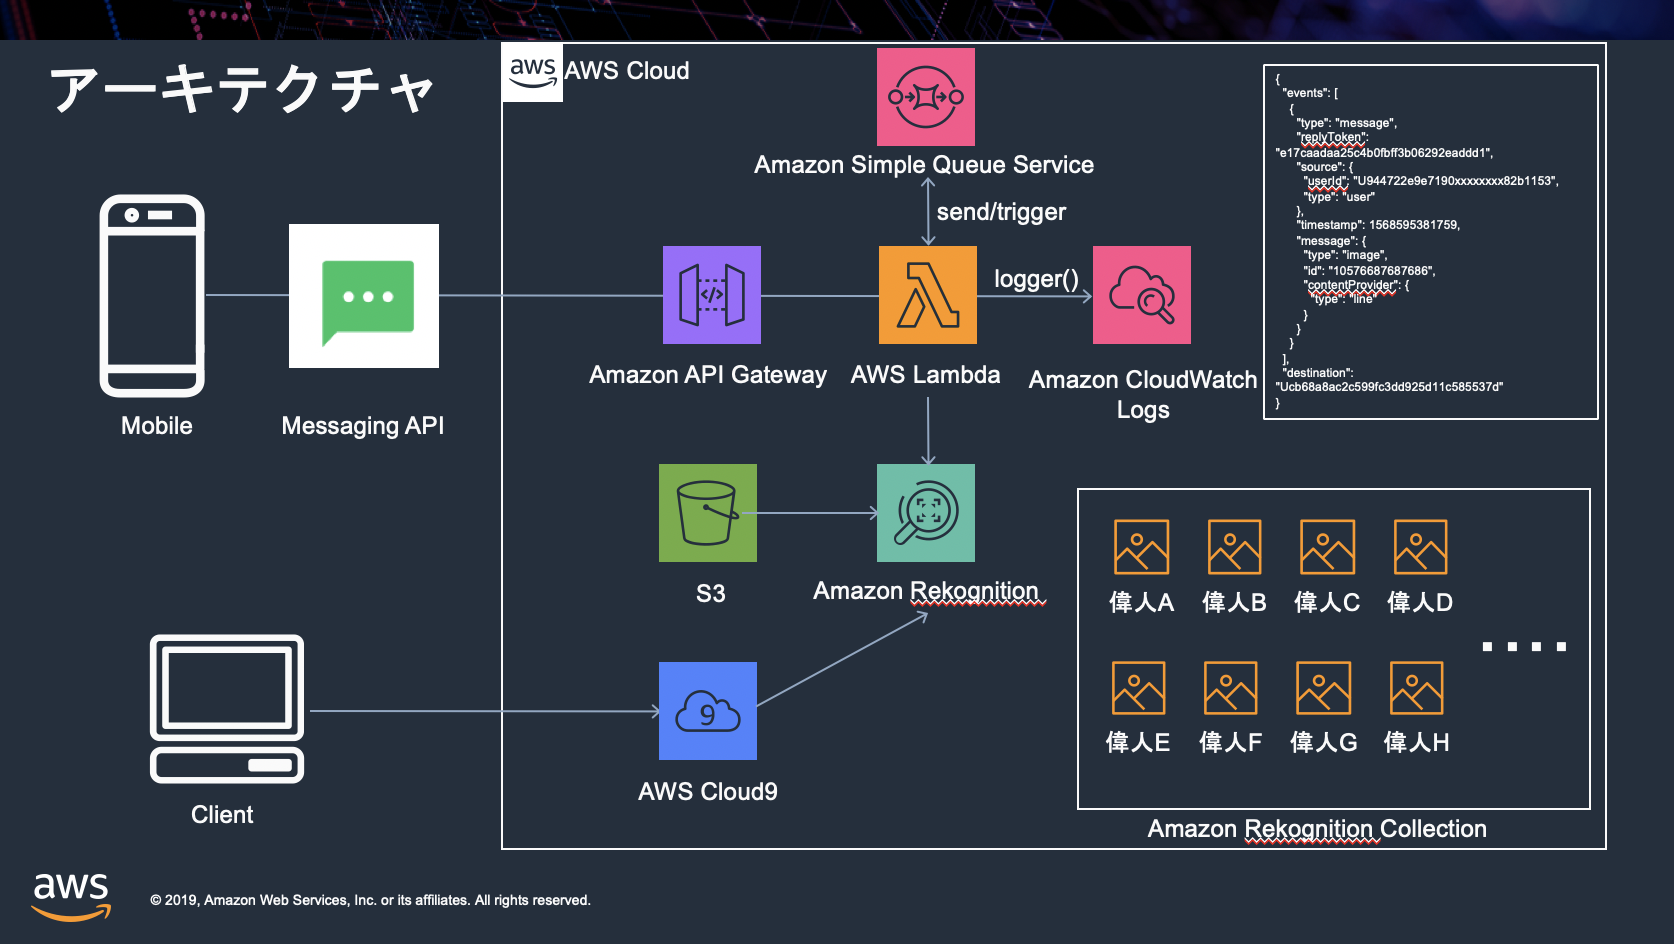 アーキテクチャ
aws
AWS Cloud
Amazon Simple Queue Service
send/trigger
logger()
Amazon API Gateway
AWS Lambda
Amazon CloudWatch
Logs
Mobile
Messaging API
{
"events": [
{
"type": "message",
"replyToken":
"e17caadaa25c4b0fbff3b06292eaddd1",
"source": {
"userId": "U944722e9e7190xxxxxxxx82b1153",
"type": "user"
},
"timestamp": 1568595381759,
"message": {
"type": "image",
"id": "10576687687686",
"contentProvider": {
"type": "line"
}
}
}
],
"destination":
"Ucb68a8ac2c599fc3dd925d11c585537d"
}
S3
Amazon Rekognition
9
AWS Cloud9
Client
偉人A 偉人B 偉人C 偉人D
偉人E 偉人F 偉人G 偉人H
Amazon Rekognition Collection
aws
© 2019, Amazon Web Services, Inc. or its affiliates. All rights reserved.